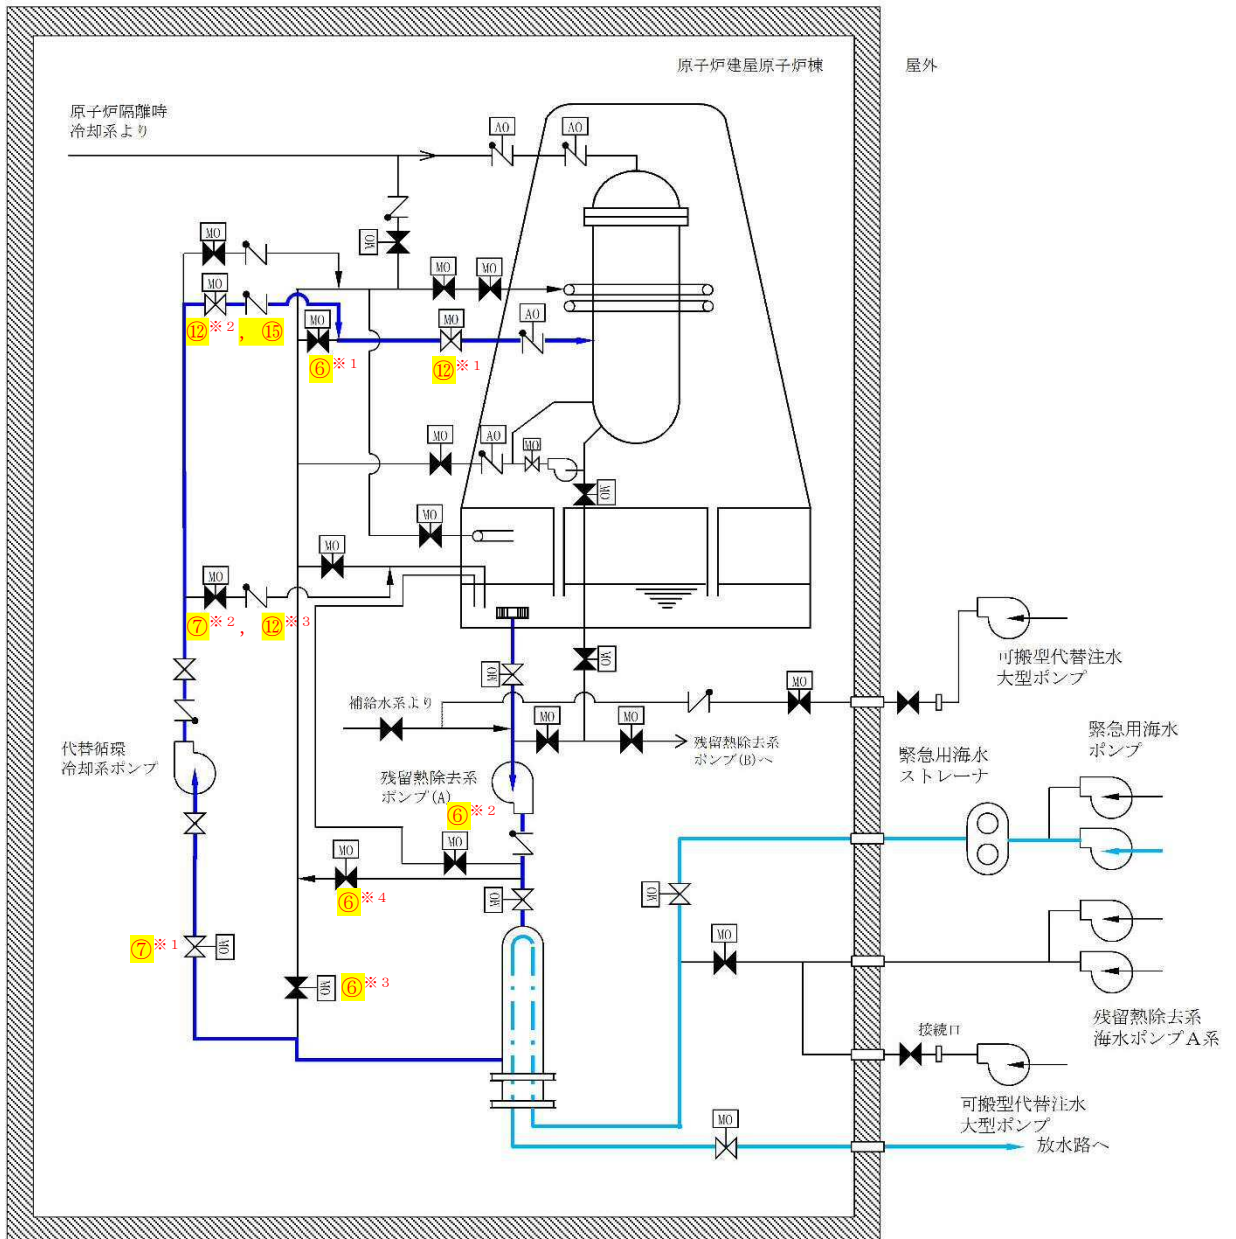 原子炉建屋原子炉棟
屋外
原子炉隔離時
冷却系より
AO
AO
MO
MO
MO
MO
MO
MO
MO
AO
⑫※2, ⑮
⑥※1
⑫※1
MO
AO
MO
MO
MO
MO
MO
⑦※2, ⑫※3
MO
MO
可搬型代替注水
大型ポンプ
MO
補給水系より
MO
MO
残留熱除去系
ポンプ(B)へ
代替循環
冷却系ポンプ
残留熱除去系
ポンプ(A)
⑥※2
緊急用海水
ストレーナ
緊急用海水
ポンプ
MO
MO
⑥※4
MO
MO
⑦※1
MO
MO
⑥※3
MO
残留熱除去系
海水ポンプA系
接続口
可搬型代替注水
大型ポンプ
MO
放水路へ